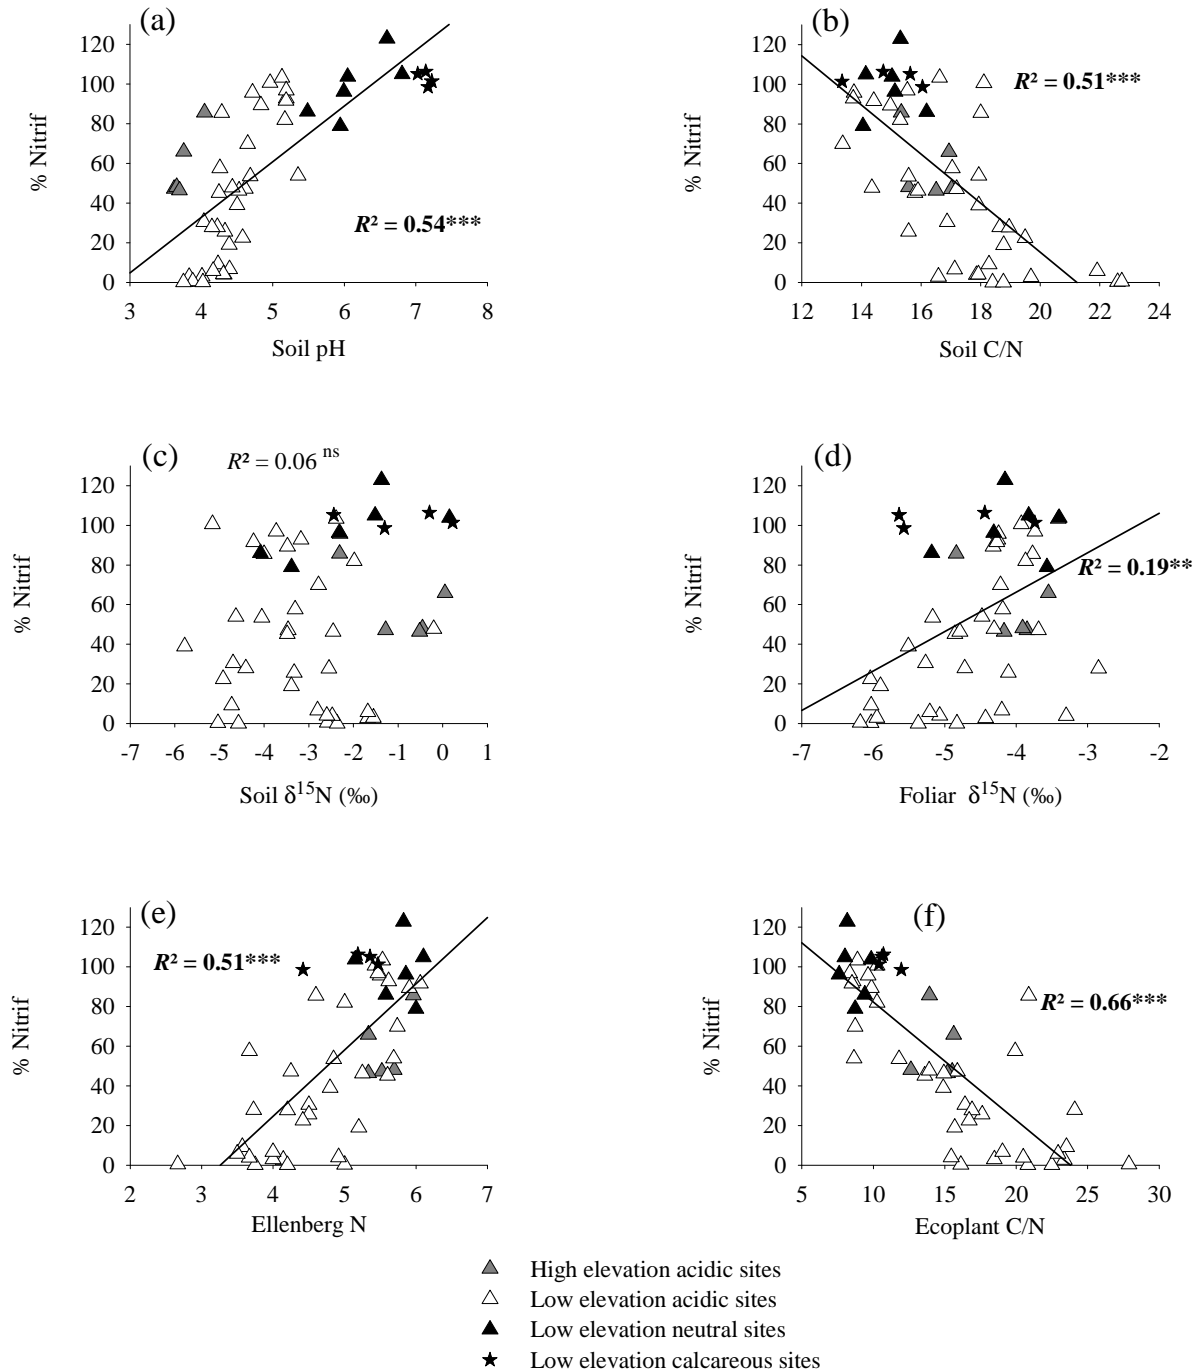 (a)
% Nitrif
120
100
80
60
40
20
0
R² = 0.54***
3 4 5 6 7 8
Soil pH
(b)
% Nitrif
120
100
80
60
40
20
0
R² = 0.51***
12 14 16 18 20 22 24
Soil C/N
(c)
% Nitrif
120
100
80
60
40
20
0
R² = 0.06 ns
-7 -6 -5 -4 -3 -2 -1 0 1
Soil δ15N (‰)
(d)
% Nitrif
120
100
80
60
40
20
0
R² = 0.19**
-7 -6 -5 -4 -3 -2
Foliar δ15N (‰)
(e)
% Nitrif
120
100
80
60
40
20
0
R² = 0.51***
2 3 4 5 6 7
Ellenberg N
(f)
% Nitrif
120
100
80
60
40
20
0
R² = 0.66***
5 10 15 20 25 30
Ecoplant C/N
High elevation acidic sites
Low elevation acidic sites
Low elevation neutral sites
Low elevation calcareous sites